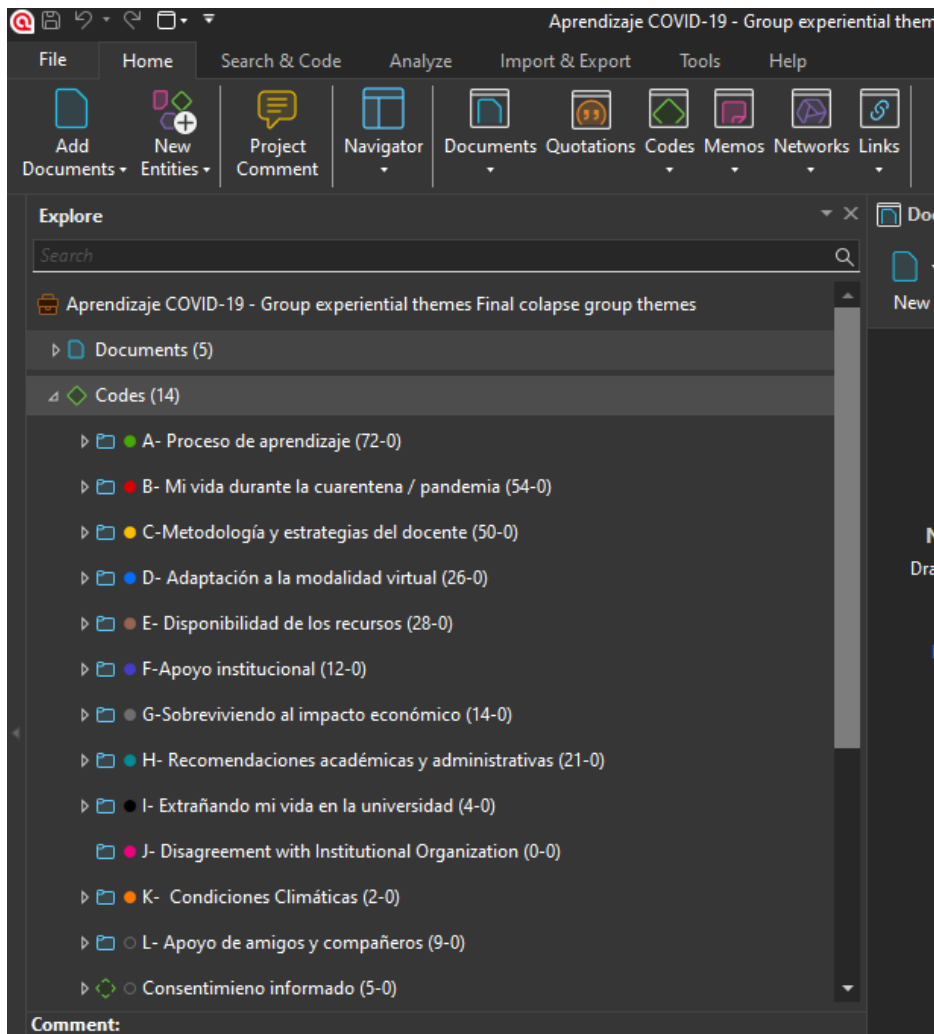 Aprendizaje COVID-19 - Group experiential them
File Home Search & Code Analyze Import & Export Tools Help
Add Documents
New Entities
Project Comment
Navigator
Documents
Quotations
Codes
Memos
Networks
Links
Explore
Search
New
Aprendizaje COVID-19 - Group experiential themes Final colapse group themes
Documents (5)
Codes (14)
A- Proceso de aprendizaje (72-0)
B- Mi vida durante la cuarentena / pandemia (54-0)
C-Metodología y estrategias del docente (50-0)
D- Adaptación a la modalidad virtual (26-0)
E- Disponibilidad de los recursos (28-0)
F-Apoyo institucional (12-0)
G-Sobreviviendo al impacto económico (14-0)
H- Recomendaciones académicas y administrativas (21-0)
I- Extrañando mi vida en la universidad (4-0)
J- Disagreement with Institutional Organization (0-0)
K- Condiciones Climáticas (2-0)
L- Apoyo de amigos y compañeros (9-0)
Consentimieno informado (5-0)
Comment: